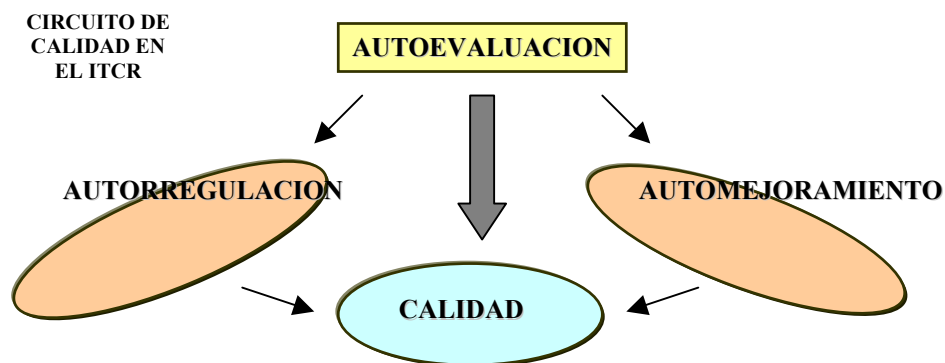 CIRCUITO DE
CALIDAD EN
EL ITCR
AUTOEVALUACION
AUTORREGULACION
AUTOMEJORAMIENTO
CALIDAD